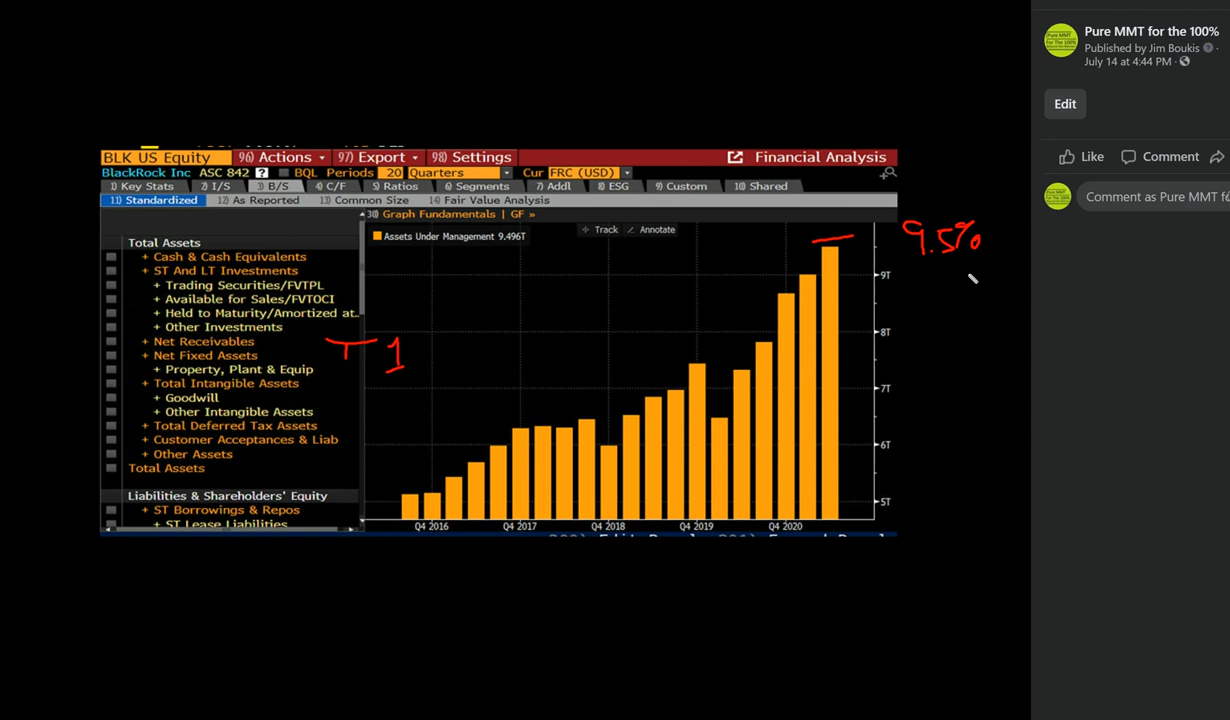 BLK US Equity 96) Actions 97) Export 98) Settings Financial Analysis
BlackRock Inc ASC 842 ? BQL Periods 20 Quarters Cur FRC (USD)
1) Key Stats 2) I/S 3) B/S 4) C/F 5) Ratios 6) Segments 7) Addl 8) ESG 9) Custom 10) Shared
11) Standardized 12) As Reported 13) Common Size 14) Fair Value Analysis
30) Graph Fundamentals | GF »
Assets Under Management 9.496T
Track Annotate
Total Assets
+ Cash & Cash Equivalents
+ ST And LT Investments
+ Trading Securities/FVTPL
+ Available for Sales/FVTOCI
+ Held to Maturity/Amortized at..
+ Other Investments
+ Net Receivables
+ Net Fixed Assets
+ Property, Plant & Equip
+ Total Intangible Assets
+ Goodwill
+ Other Intangible Assets
+ Total Deferred Tax Assets
+ Customer Acceptances & Liab
+ Other Assets
Total Assets
Liabilities & Shareholders' Equity
+ ST Borrowings & Repos
+ ST Lease Liabilities
T 1
9T
8T
7T
6T
5T
Q4 2016 Q4 2017 Q4 2018 Q4 2019 Q4 2020
9.5%
Pure MMT for the 100%
Published by Jim Boukis
July 14 at 4:44 PM
Edit
Like Comment
Comment as Pure MMT fo